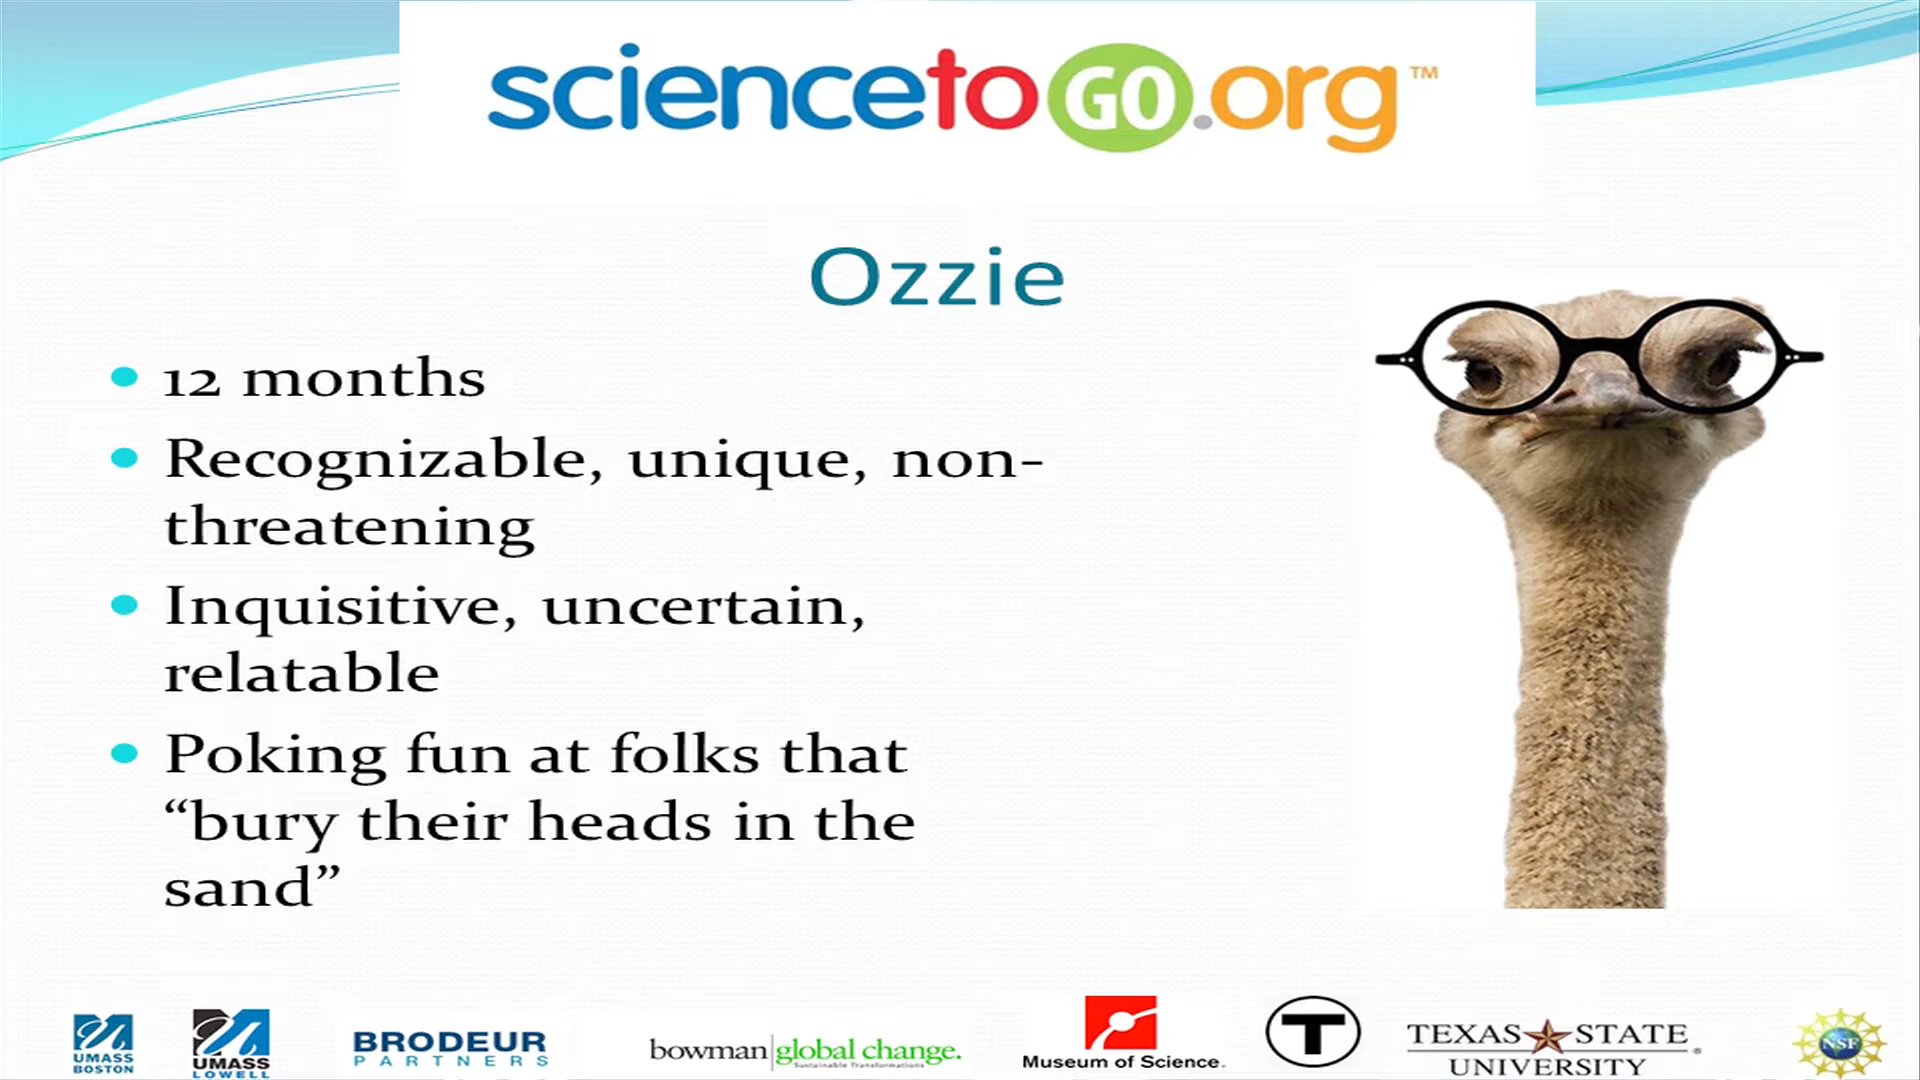 sciencetoGO.org™
Ozzie
• 12 months
• Recognizable, unique, non-
threatening
• Inquisitive, uncertain,
relatable
• Poking fun at folks that
“bury their heads in the
sand”
UMASS
BOSTON
UMASS
LOWELL
BRODEUR
PARTNERS
bowman|global change.
Sustainable Transformations
Museum of Science.
T
TEXAS STATE
UNIVERSITY®
NSF